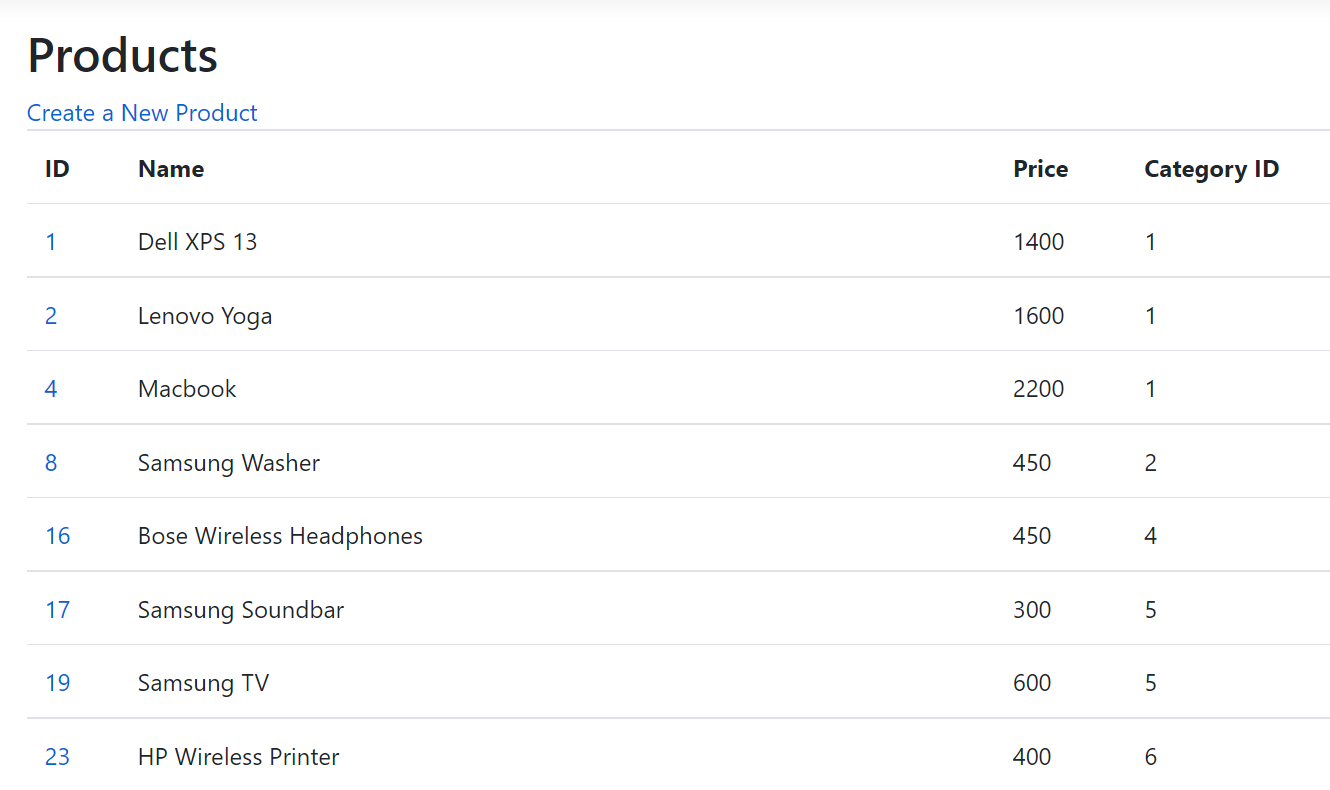 Products
Create a New Product
ID Name Price Category ID
1 Dell XPS 13 1400 1
2 Lenovo Yoga 1600 1
4 Macbook 2200 1
8 Samsung Washer 450 2
16 Bose Wireless Headphones 450 4
17 Samsung Soundbar 300 5
19 Samsung TV 600 5
23 HP Wireless Printer 400 6